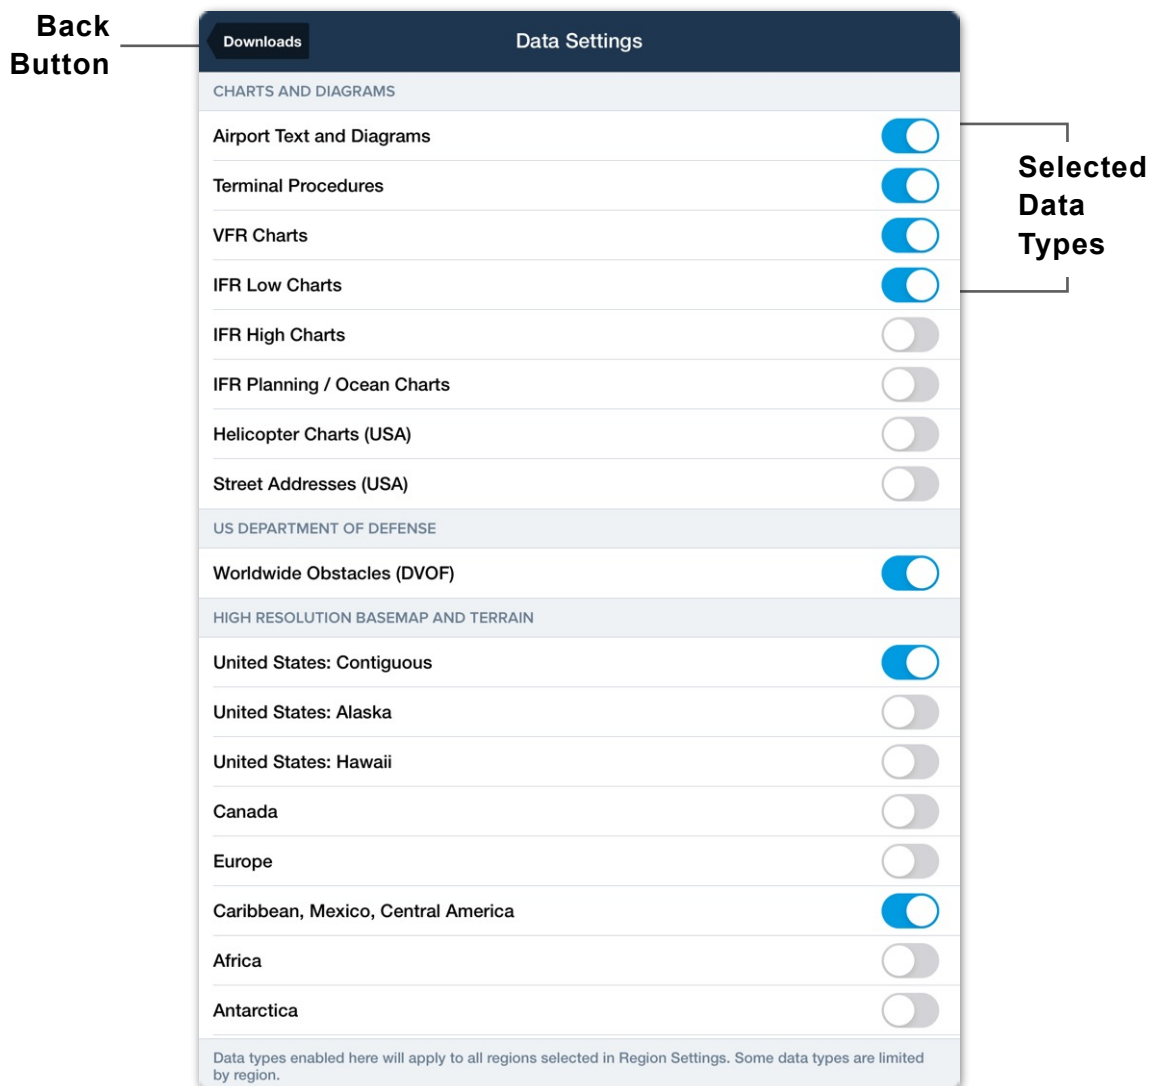 Back
Button
Downloads
Data Settings
CHARTS AND DIAGRAMS
Airport Text and Diagrams
Terminal Procedures
VFR Charts
IFR Low Charts
Selected
Data
Types
IFR High Charts
IFR Planning / Ocean Charts
Helicopter Charts (USA)
Street Addresses (USA)
US DEPARTMENT OF DEFENSE
Worldwide Obstacles (DVOF)
HIGH RESOLUTION BASEMAP AND TERRAIN
United States: Contiguous
United States: Alaska
United States: Hawaii
Canada
Europe
Caribbean, Mexico, Central America
Africa
Antarctica
Data types enabled here will apply to all regions selected in Region Settings. Some data types are limited
by region.